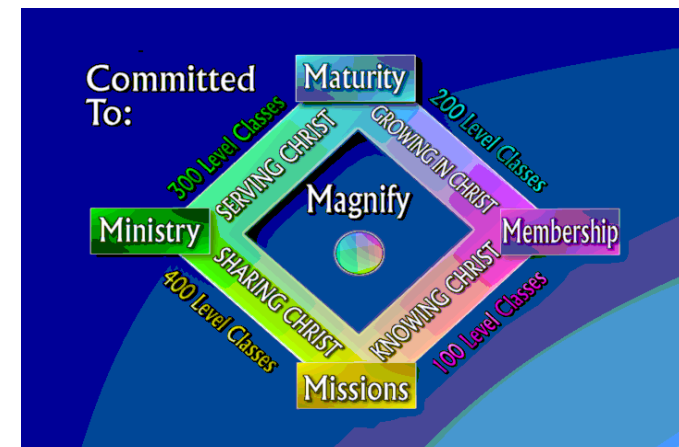 Committed
To:
Maturity
300 Level Classes
SERVING CHRIST
GROWING IN CHRIST
200 Level Classes
Magnify
Ministry
Membership
SHARING CHRIST
KNOWING CHRIST
400 Level Classes
100 Level Classes
Missions